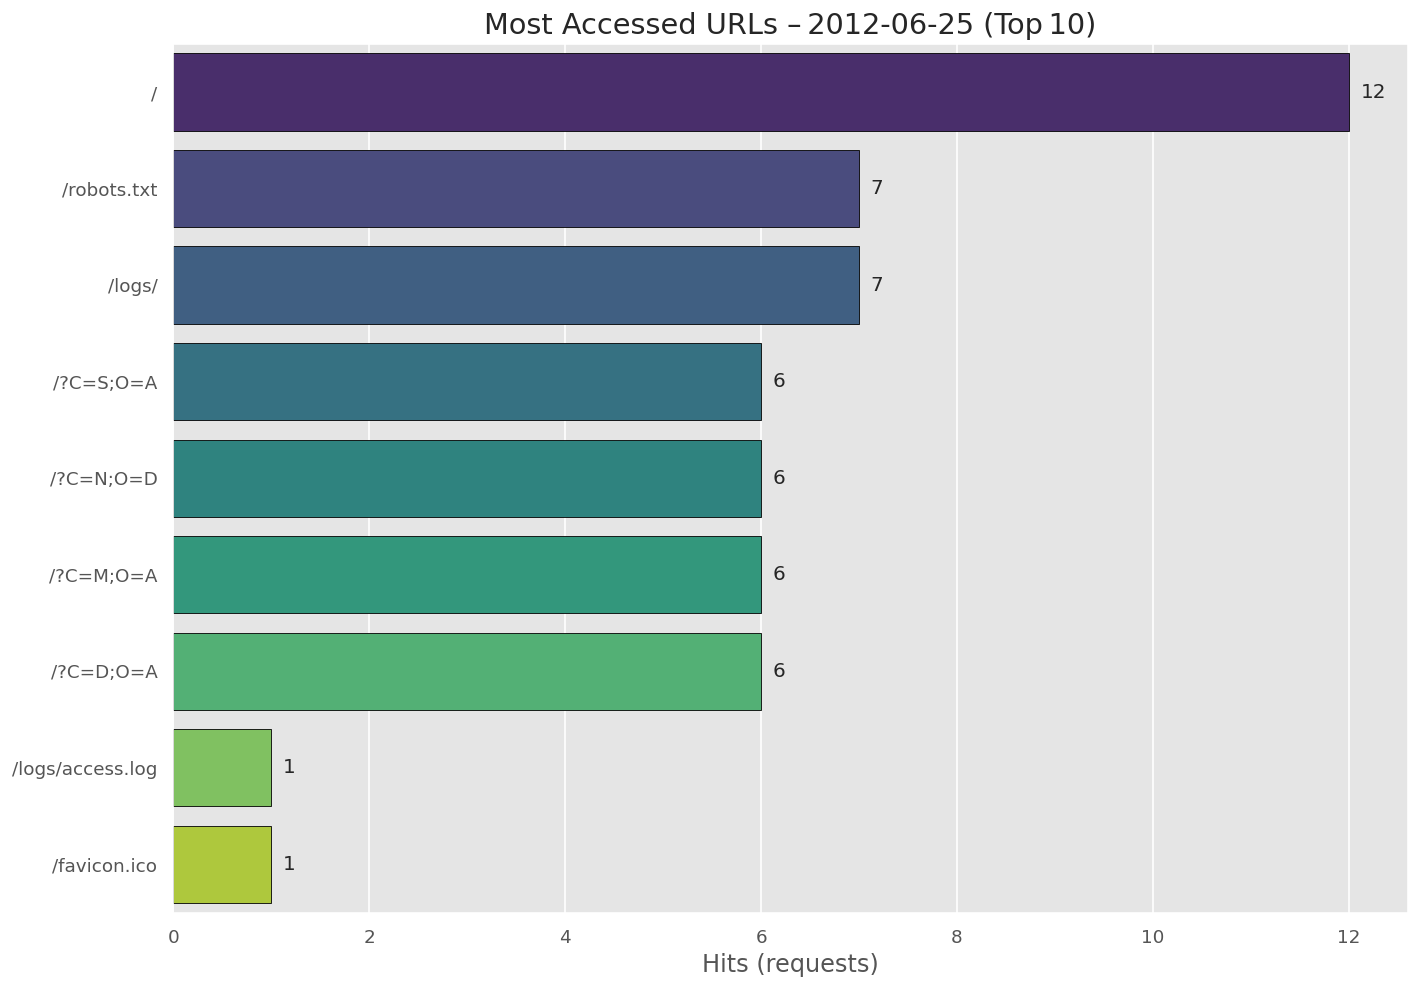 Most Accessed URLs – 2012-06-25 (Top 10)
/ 12
/robots.txt 7
/logs/ 7
/?C=S;O=A 6
/?C=N;O=D 6
/?C=M;O=A 6
/?C=D;O=A 6
/logs/access.log 1
/favicon.ico 1
0 2 4 6 8 10 12
Hits (requests)